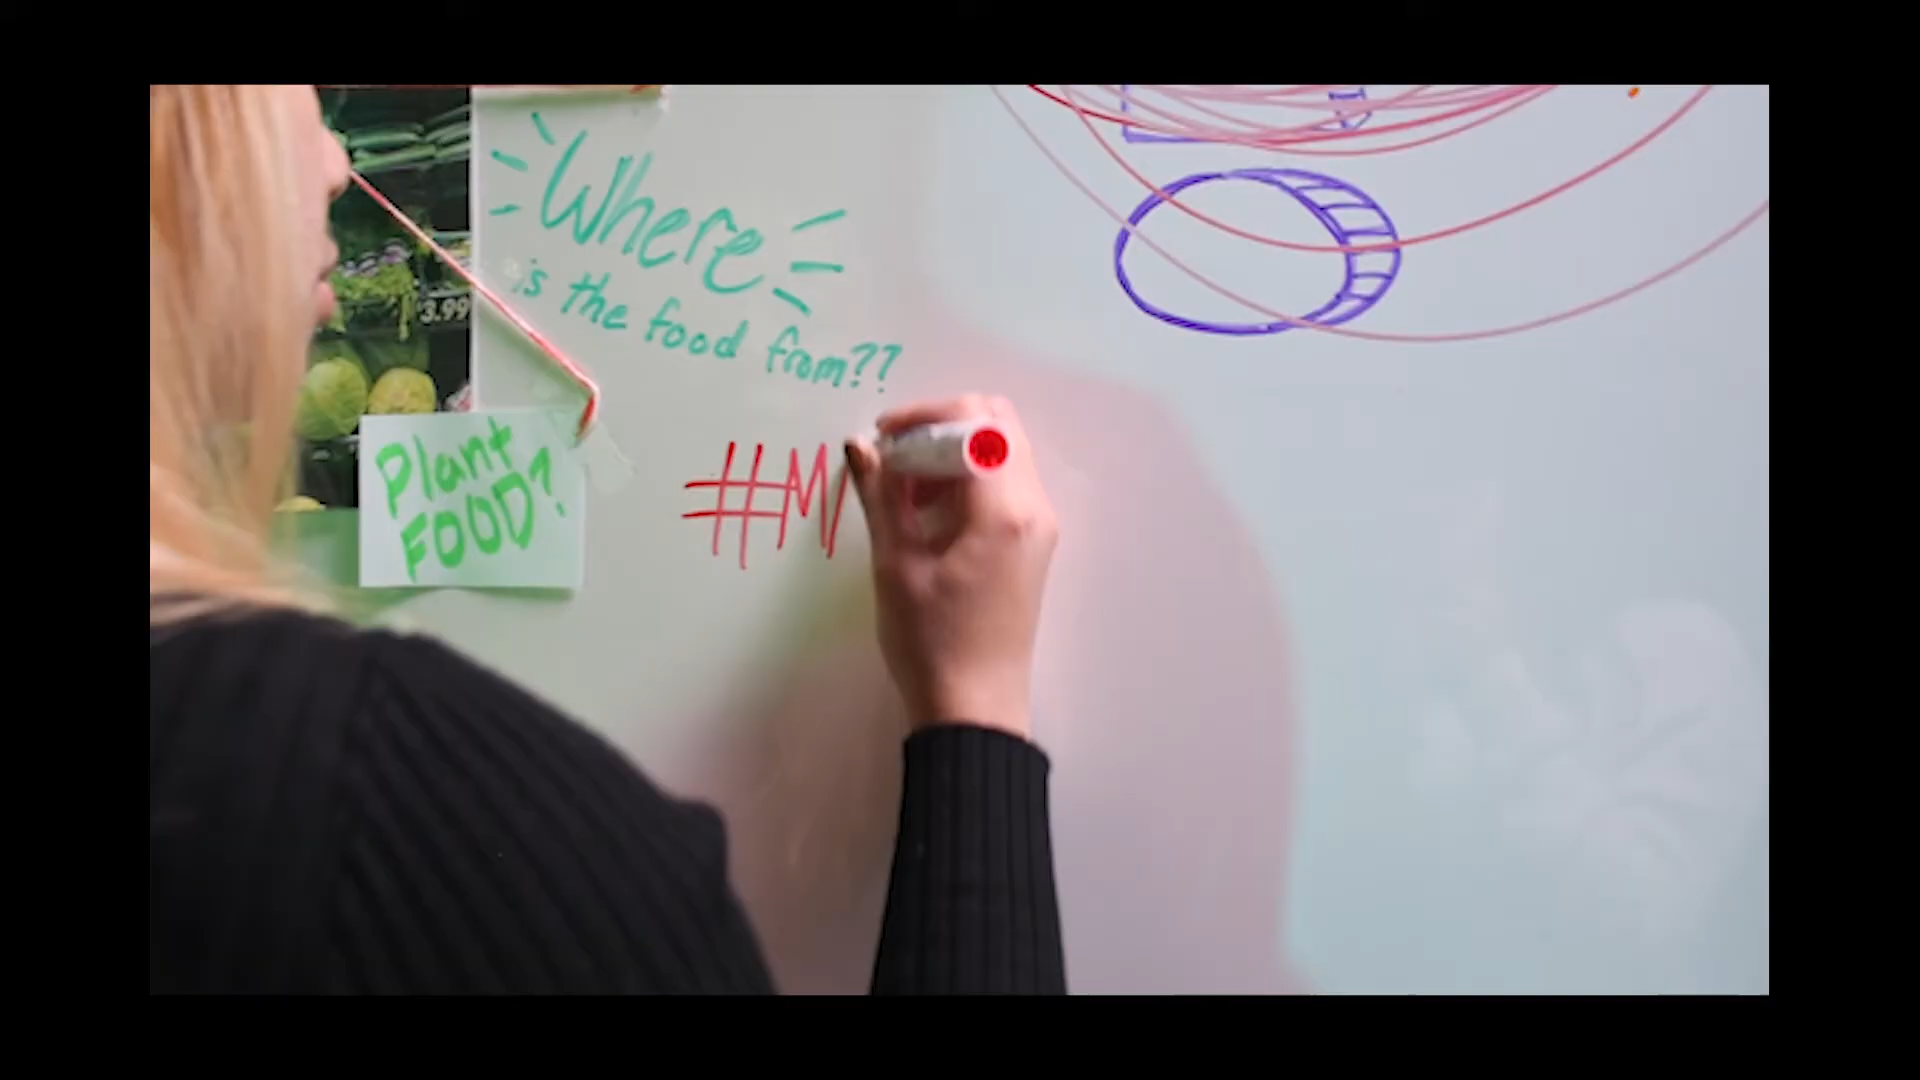 Where
is the food from??
3.99
Plant
FOOD?
#M